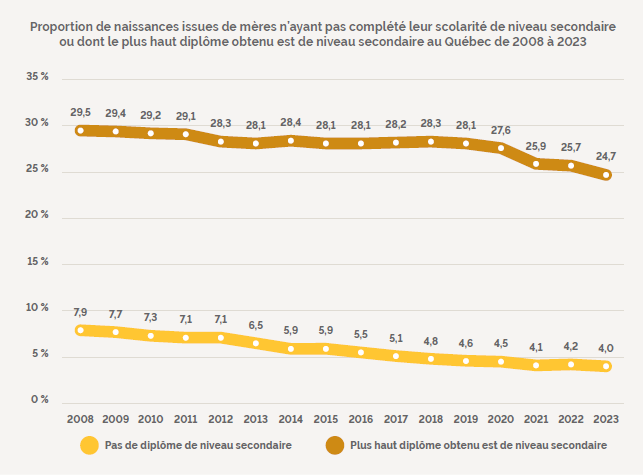 Proportion de naissances issues de mères n'ayant pas complété leur scolarité de niveau secondaire
ou dont le plus haut diplôme obtenu est de niveau secondaire au Québec de 2008 à 2023
35 %
30 %
29,5 29,4 29,2 29,1 28,3 28,1 28,4 28,1 28,1 28,2 28,3 28,1 27,6 25,9 25,7 24,7
25 %
20 %
15 %
10 %
7,9 7,7 7,3 7,1 7,1 6,5 5,9 5,9 5,5 5,1 4,8 4,6 4,5 4,1 4,2 4,0
5 %
0 %
2008 2009 2010 2011 2012 2013 2014 2015 2016 2017 2018 2019 2020 2021 2022 2023
Pas de diplôme de niveau secondaire Plus haut diplôme obtenu est de niveau secondaire